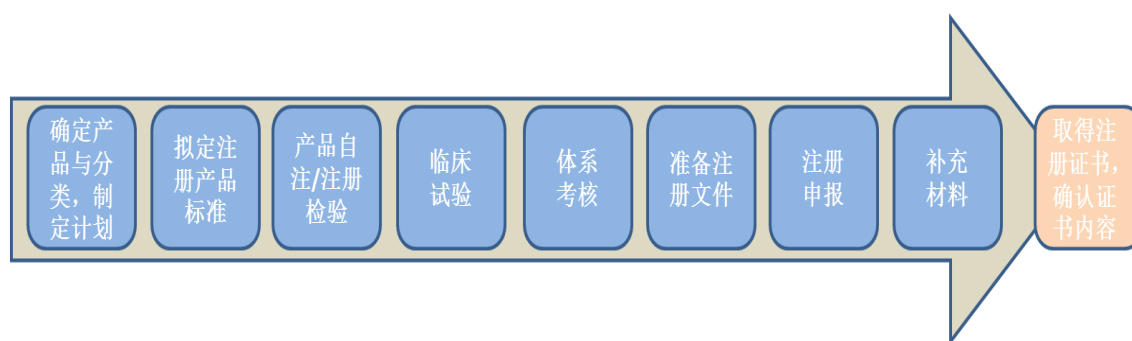 确定产
品与分
类，制
定计划
拟定注
册产品
标准
产品自
注/注册
检验
临床
试验
体系
考核
准备注
册文件
注册
申报
补充
材料
取得注
册证书，
确认证
书内容